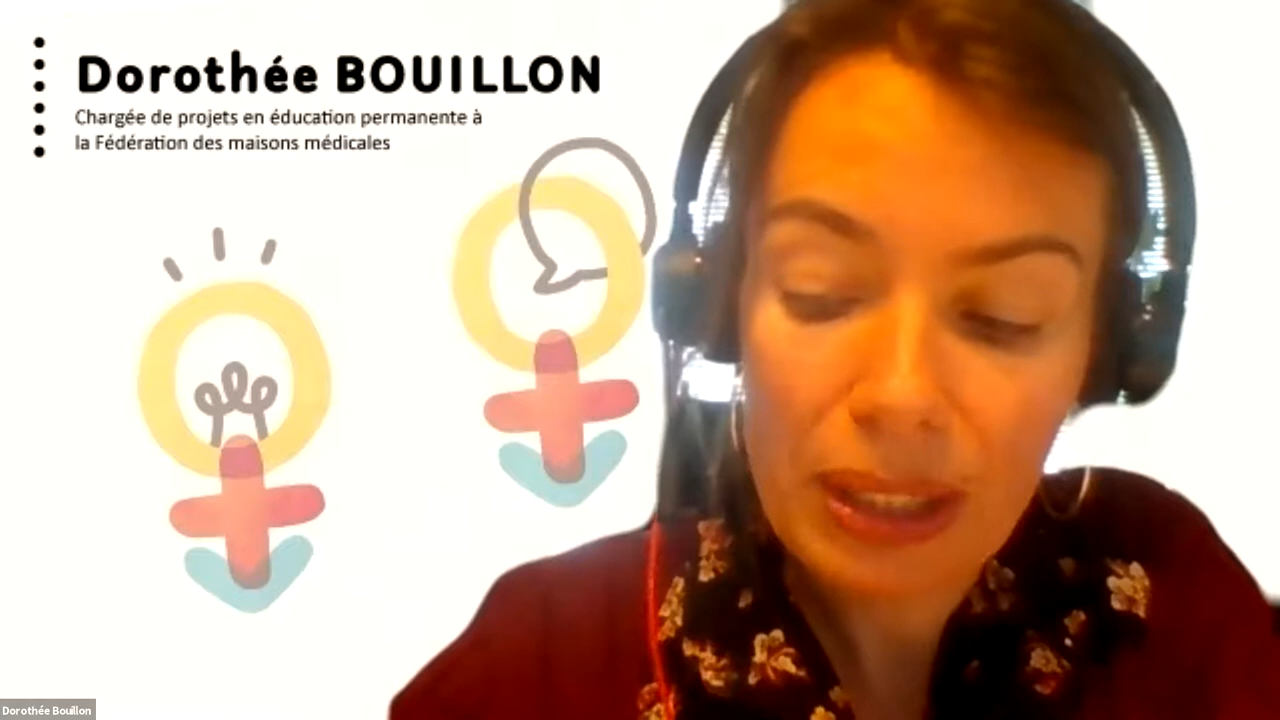 Dorothée BOUILLON
Chargée de projets en éducation permanente à
la Fédération des maisons médicales
Dorothée Bouillon